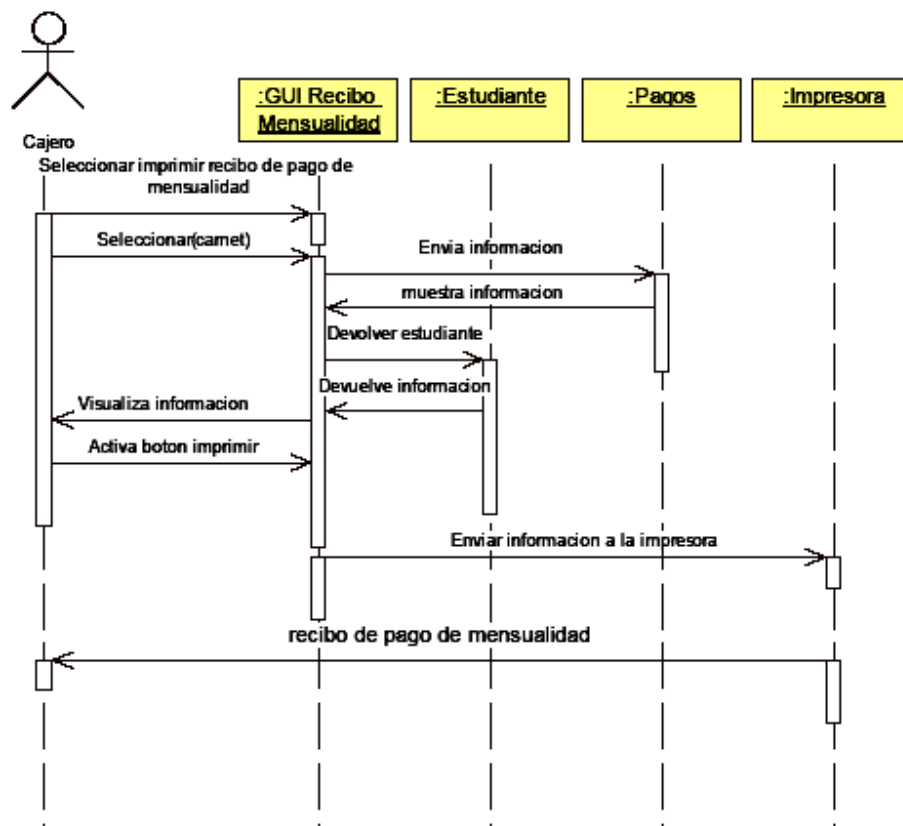 :GUI Recibo
Mensualidad
:Estudiante
:Pagos
:Impresora
Cajero
Seleccionar imprimir recibo de pago de
mensualidad
Seleccionar(carnet)
Envia informacion
muestra informacion
Devolver estudiante
Devuelve informacion
Visualiza informacion
Activa boton imprimir
Enviar informacion a la impresora
recibo de pago de mensualidad